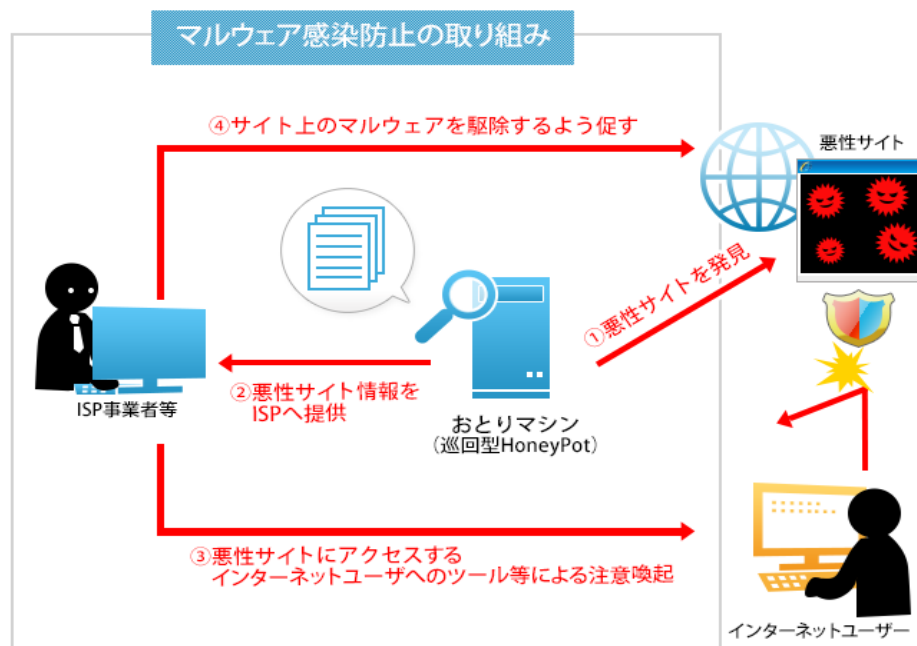 マルウェア感染防止の取り組み
④サイト上のマルウェアを駆除するよう促す
悪性サイト
①悪性サイトを発見
ISP事業者等
②悪性サイト情報を
ISPへ提供
おとりマシン
（巡回型HoneyPot）
③悪性サイトにアクセスする
インターネットユーザへのツール等による注意喚起
インターネットユーザー